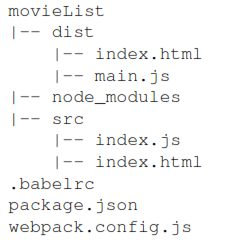 movieList
|-- dist
    |-- index.html
    |-- main.js
|-- node_modules
|-- src
    |-- index.js
    |-- index.html
.babelrc
package.json
webpack.config.js